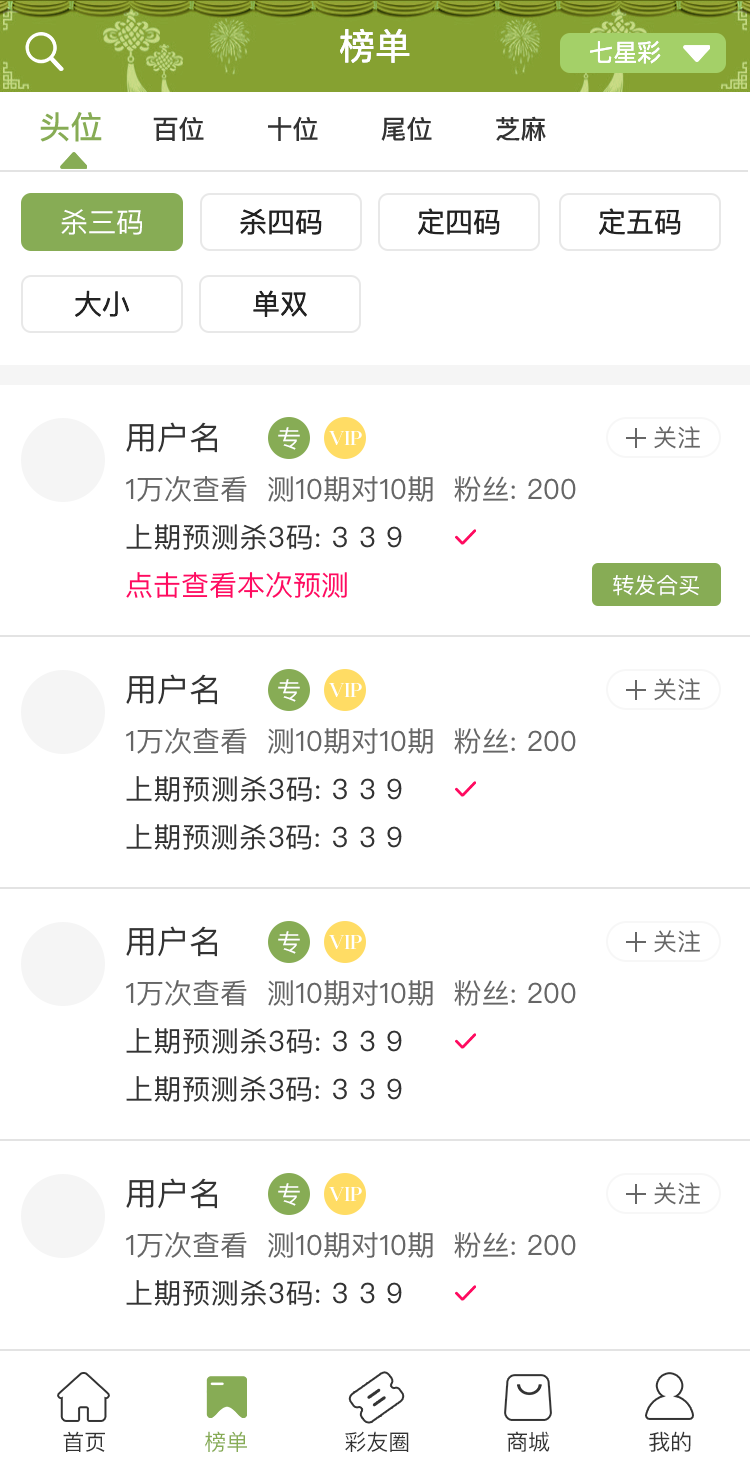 榜单 七星彩
头位 百位 十位 尾位 芝麻
杀三码 杀四码 定四码 定五码
大小 单双
用户名 专 VIP 关注
1万次查看 测10期对10期 粉丝: 200
上期预测杀3码: 3 3 9
点击查看本次预测 转发合买
用户名 专 VIP 关注
1万次查看 测10期对10期 粉丝: 200
上期预测杀3码: 3 3 9
上期预测杀3码: 3 3 9
用户名 专 VIP 关注
1万次查看 测10期对10期 粉丝: 200
上期预测杀3码: 3 3 9
上期预测杀3码: 3 3 9
用户名 专 VIP 关注
1万次查看 测10期对10期 粉丝: 200
上期预测杀3码: 3 3 9
首页 榜单 彩友圈 商城 我的